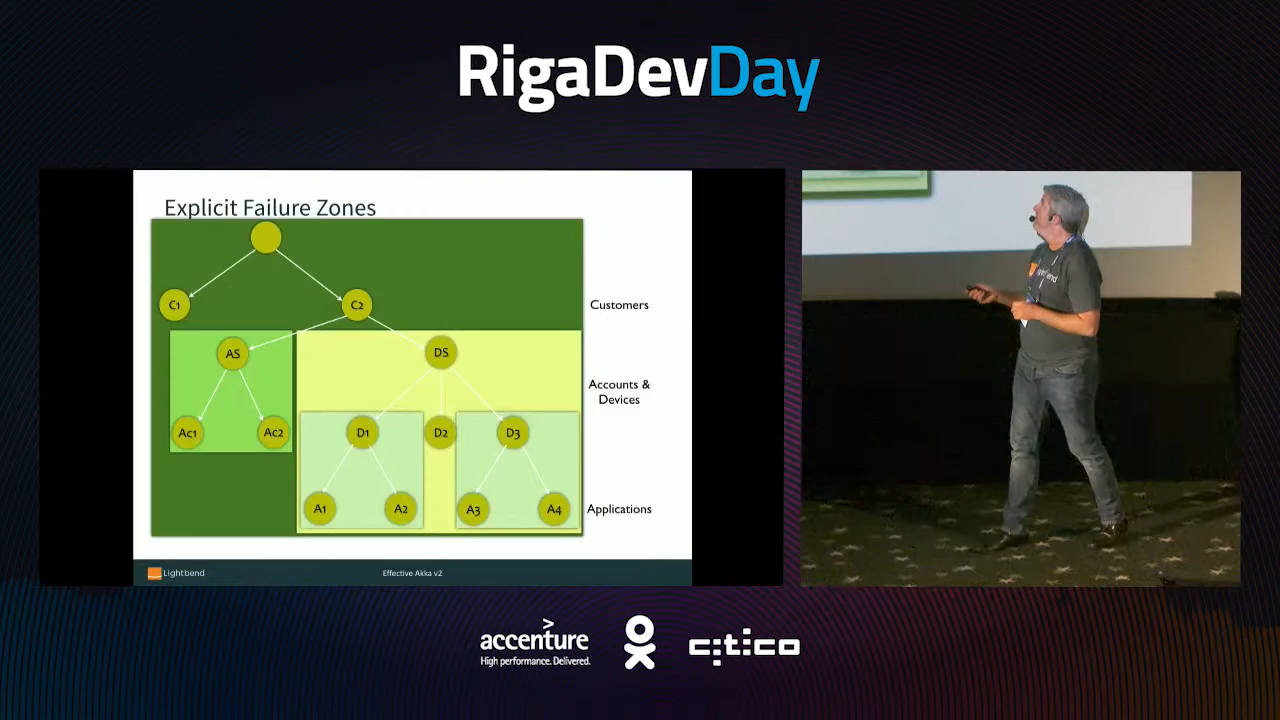 RigaDevDay
Explicit Failure Zones
C1
C2
Customers
AS
DS
Accounts &
Devices
Ac1
Ac2
D1
D2
D3
A1
A2
A3
A4
Applications
Lightbend
Effective Akka v2
accenture
High performance. Delivered.
citico